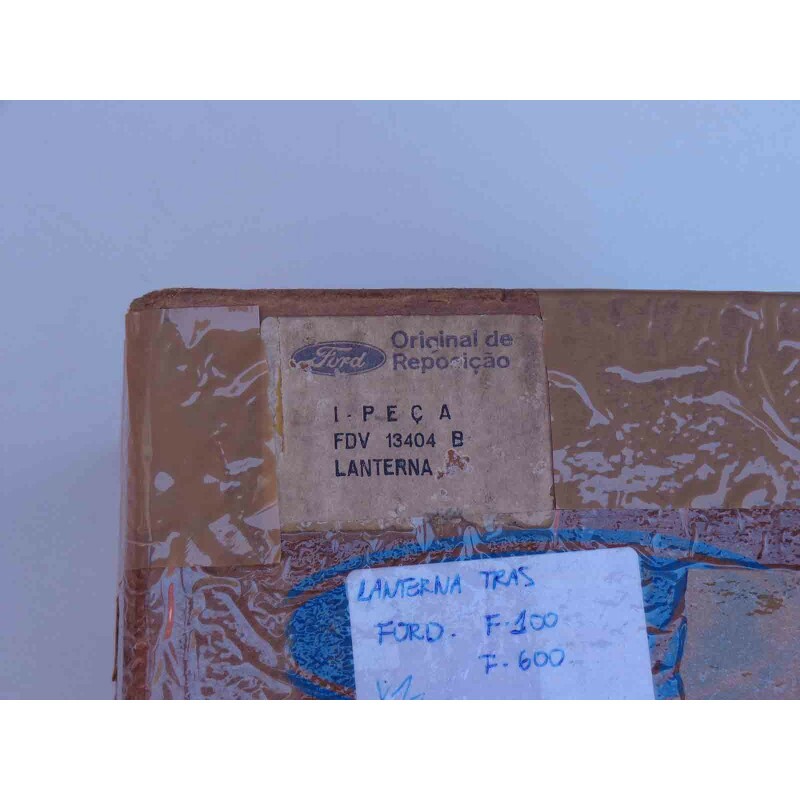 Ford
Original de
Reposição
1 - PEÇA
FDV 13404 B
LANTERNA
LANTERNA TRAS
FORD. F-100
F-600